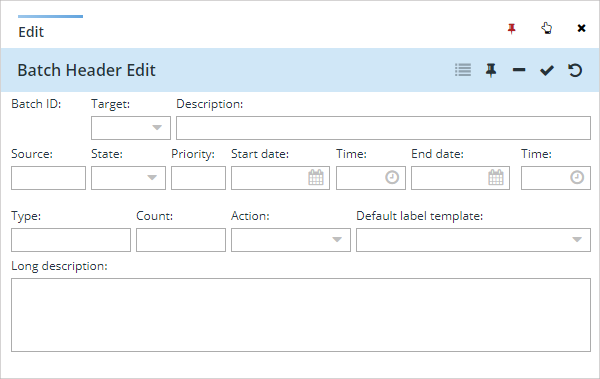 Edit
Batch Header Edit
Batch ID: Target: Description:
Source: State: Priority: Start date: Time: End date: Time:
Type: Count: Action: Default label template:
Long description: